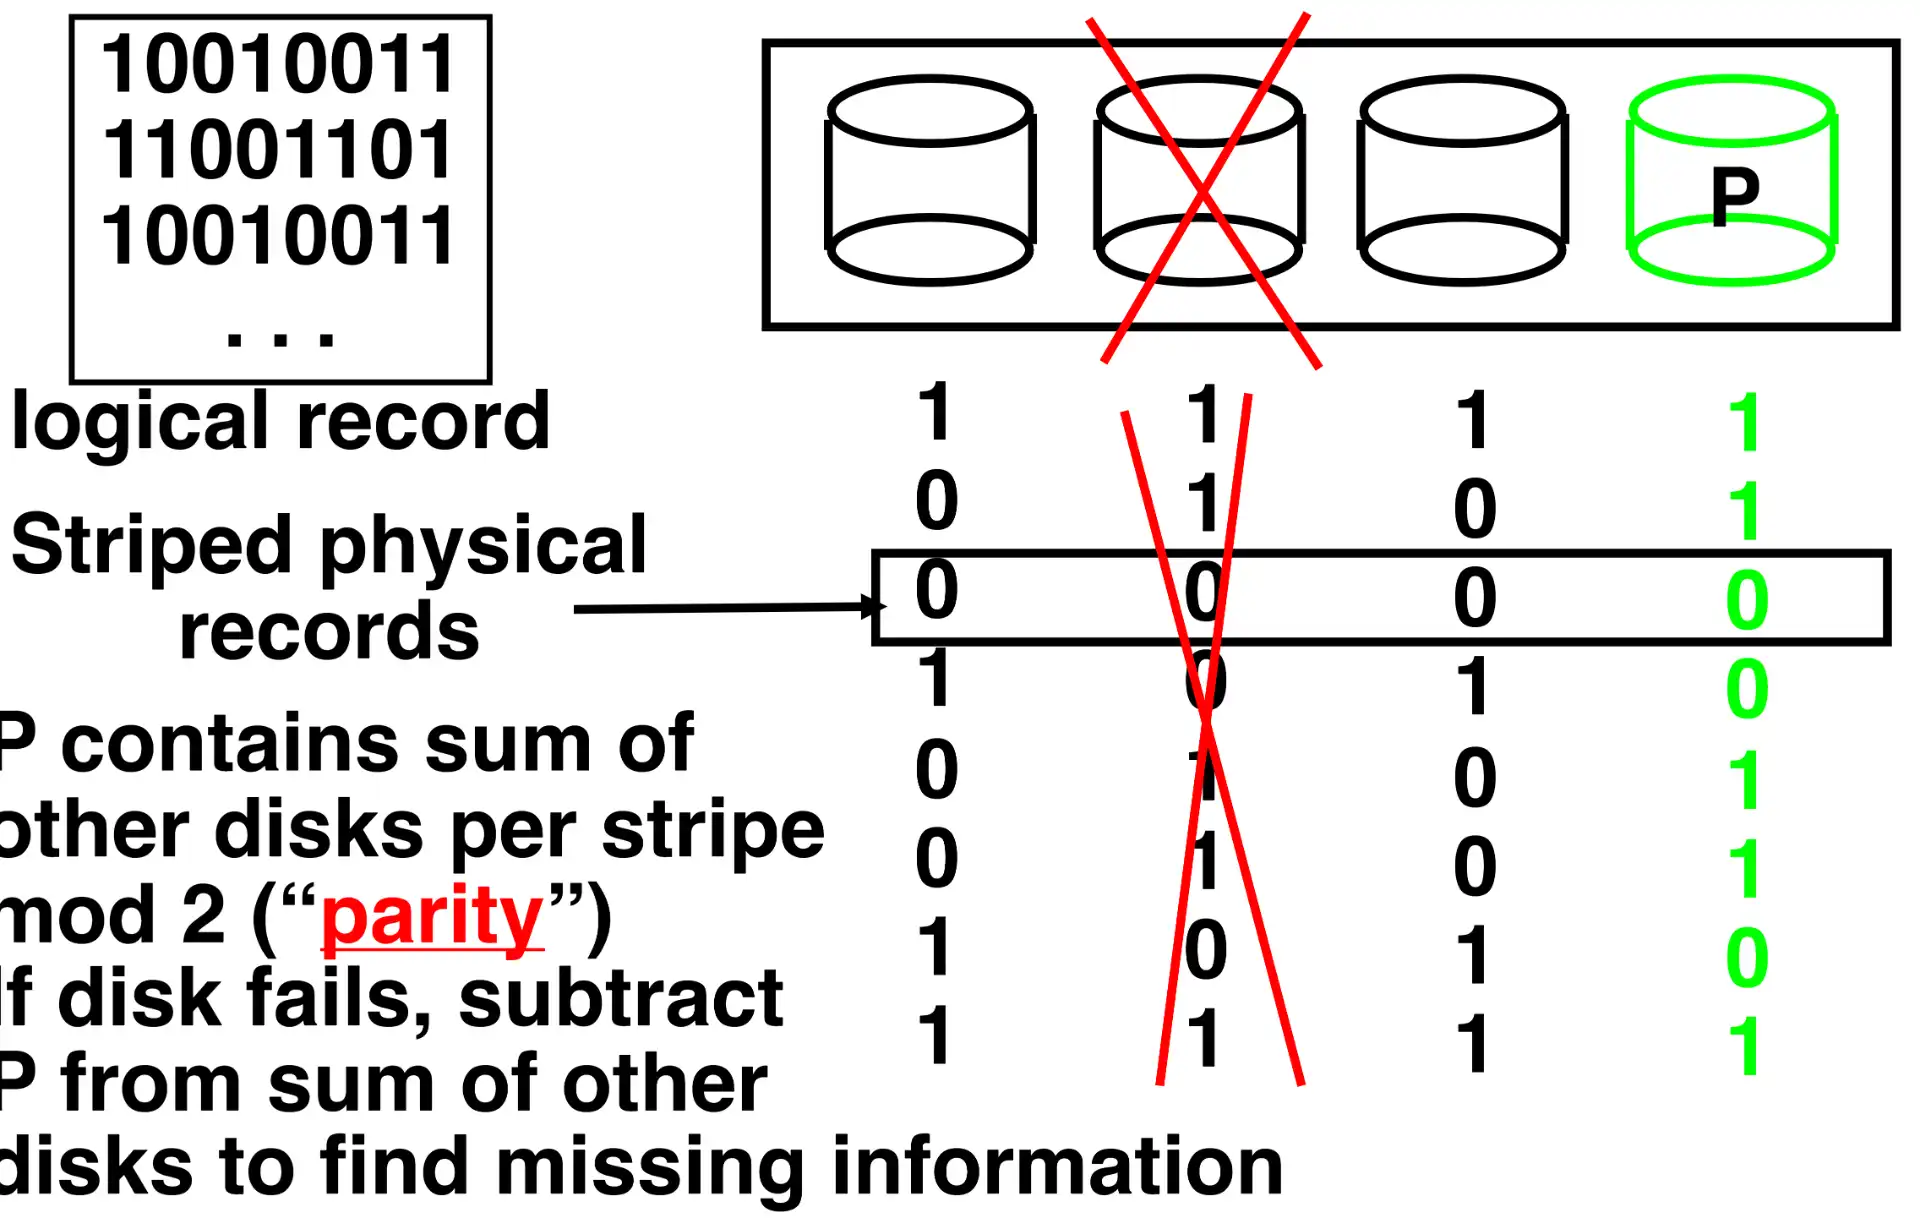 10010011
11001101
10010011
. . .
logical record
Striped physical
records
P contains sum of
other disks per stripe
mod 2 (“parity”)
If disk fails, subtract
P from sum of other
disks to find missing information
P
1 1 1 1
0 1 0 1
0 0 0 0
1 0 1 0
0 1 0 1
0 1 0 1
1 0 1 0
1 1 1 1